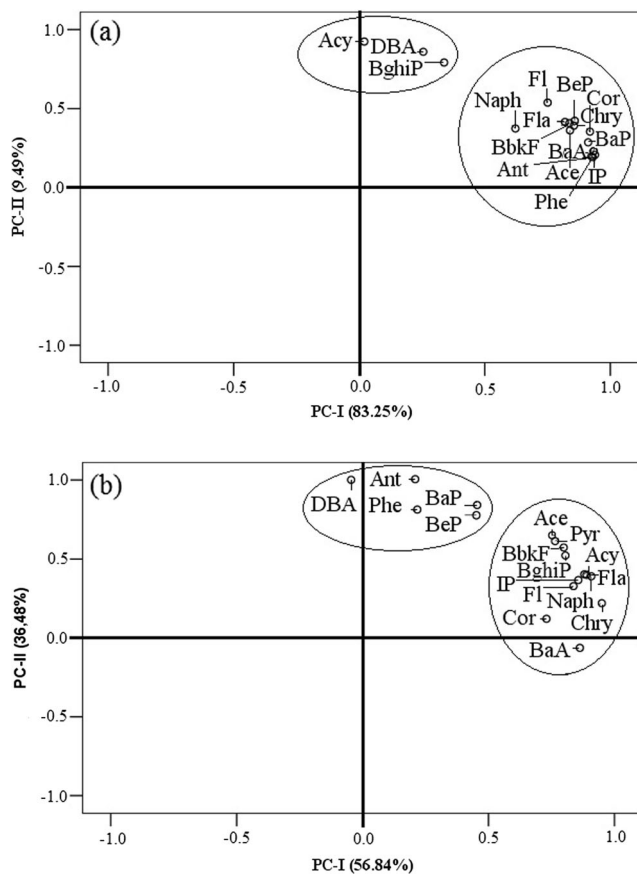 (a)
1.0
0.5
0.0
-0.5
-1.0
PC-II (9.49%)
Acy
DBA
BghiP
Fl
BeP
Cor
Naph
Fla
Chry
BbkF
BaA
BaP
Ant
Ace
IP
Phe
-1.0 -0.5 0.0 0.5 1.0
PC-I (83.25%)
(b)
1.0
0.5
0.0
-0.5
-1.0
PC-II (36,48%)
DBA
Ant
Phe
BaP
BeP
Ace
Pyr
BbkF
Acy
BghiP
IP
Fla
Fl
Naph
Cor
Chry
BaA
-1.0 -0.5 0.0 0.5 1.0
PC-I (56.84%)